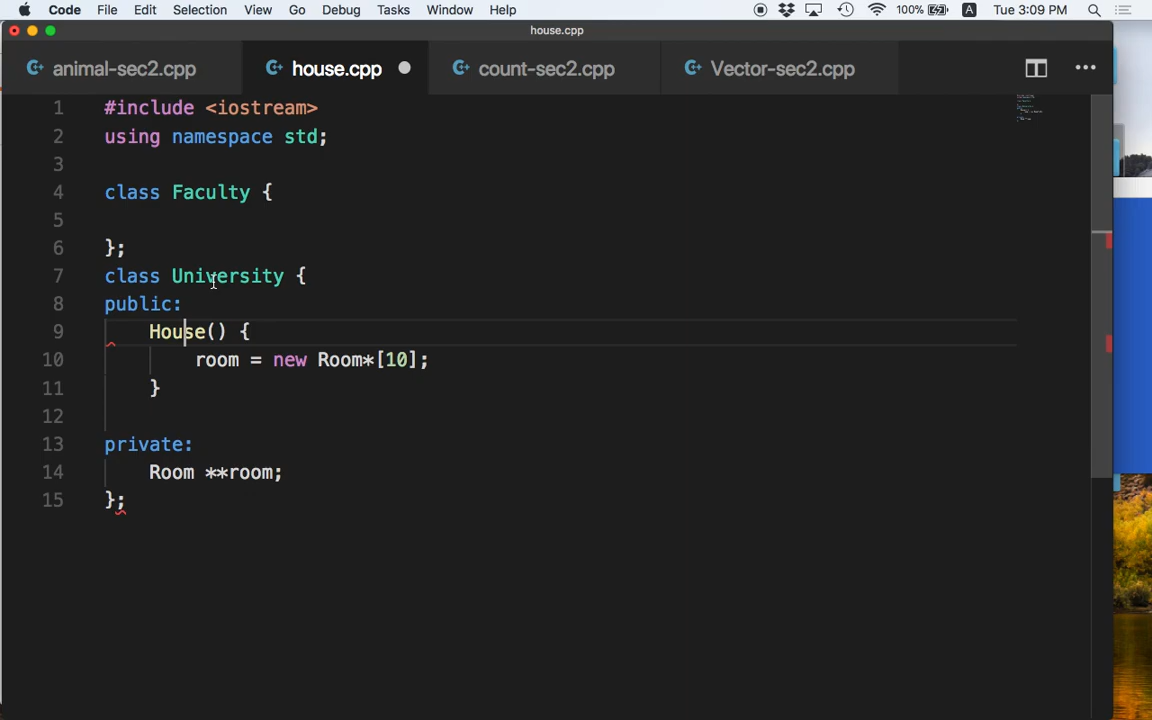 Code File Edit Selection View Go Debug Tasks Window Help 100% A Tue 3:09 PM
house.cpp
animal-sec2.cpp house.cpp count-sec2.cpp Vector-sec2.cpp
1 #include <iostream>
2 using namespace std;
3
4 class Faculty {
5
6 };
7 class University {
8 public:
9 House() {
10 room = new Room*[10];
11 }
12
13 private:
14 Room **room;
15 };